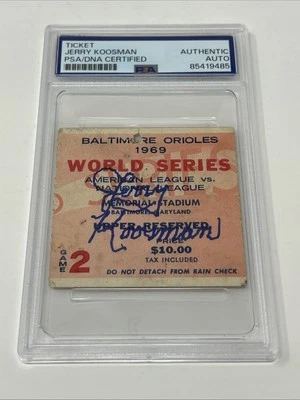 TICKET
JERRY KOOSMAN
PSA/DNA CERTIFIED
AUTHENTIC
AUTO
85419485
PSA
BALTIMORE ORIOLES
1969
WORLD SERIES
AMERICAN LEAGUE vs.
NATIONAL LEAGUE
MEMORIAL STADIUM
BALTIMORE, MARYLAND
UPPER RESERVED
PRICE
$10.00
TAX INCLUDED
DO NOT DETACH FROM RAIN CHECK
GAME
2
Jerry
Koosman